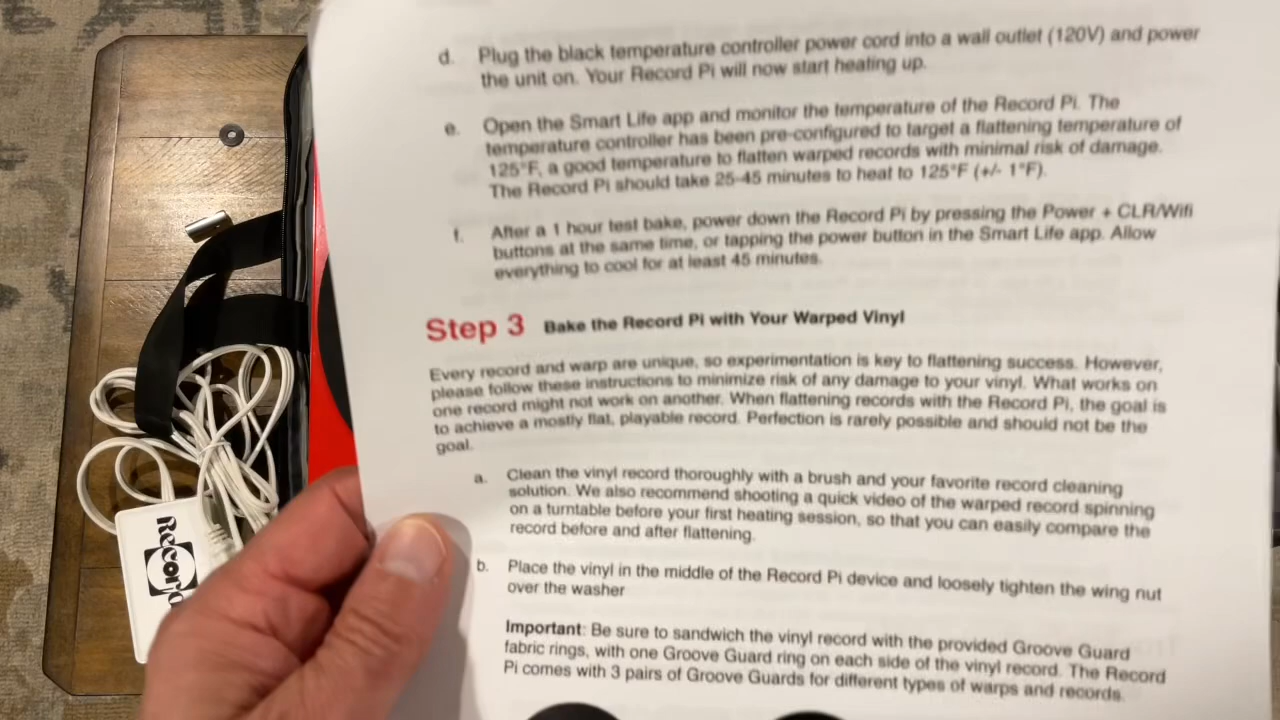 d. Plug the black temperature controller power cord into a wall outlet (120V) and power
the unit on. Your Record Pi will now start heating up.
e. Open the Smart Life app and monitor the temperature of the Record Pi. The
temperature controller has been pre-configured to target a flattening temperature of
125°F, a good temperature to flatten warped records with minimal risk of damage.
The Record Pi should take 25-45 minutes to heat to 125°F (+/- 1°F).
f. After a 1 hour test bake, power down the Record Pi by pressing the Power + CLR/Wifi
buttons at the same time, or tapping the power button in the Smart Life app. Allow
everything to cool for at least 45 minutes.
Step 3 Bake the Record Pi with Your Warped Vinyl
Every record and warp are unique, so experimentation is key to flattening success. However,
please follow these instructions to minimize risk of any damage to your vinyl. What works on
one record might not work on another. When flattening records with the Record Pi, the goal is
to achieve a mostly flat, playable record. Perfection is rarely possible and should not be the
goal.
a. Clean the vinyl record thoroughly with a brush and your favorite record cleaning
solution. We also recommend shooting a quick video of the warped record spinning
on a turntable before your first heating session, so that you can easily compare the
record before and after flattening.
b. Place the vinyl in the middle of the Record Pi device and loosely tighten the wing nut
over the washer
Important: Be sure to sandwich the vinyl record with the provided Groove Guard
fabric rings, with one Groove Guard ring on each side of the vinyl record. The Record
Pi comes with 3 pairs of Groove Guards for different types of warps and records.
Record